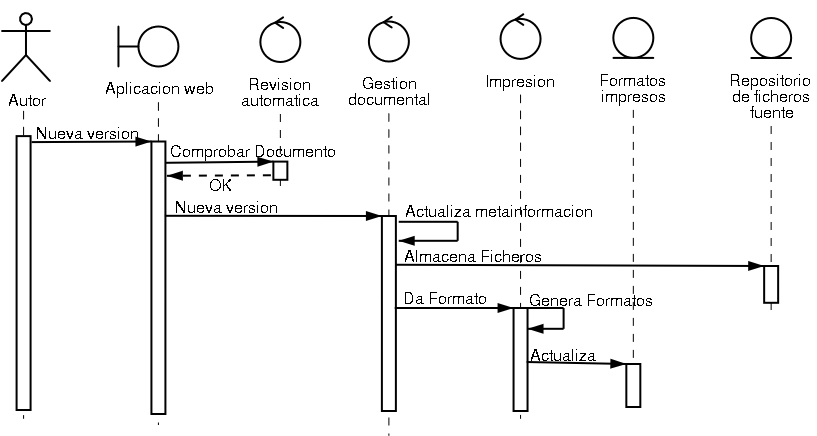 Autor
Aplicacion web
Revision
automatica
Gestion
documental
Impresion
Formatos
impresos
Repositorio
de ficheros
fuente
Nueva version
Comprobar Documento
OK
Nueva version
Actualiza metainformacion
Almacena Ficheros
Da Formato
Genera Formatos
Actualiza